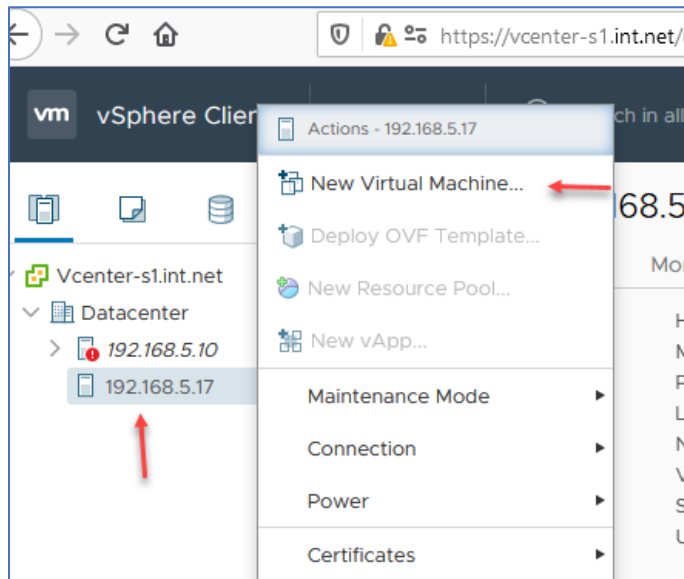 https://vcenter-s1.int.net/
vm vSphere Clien
ch in all
Actions - 192.168.5.17
New Virtual Machine...
68.5
Deploy OVF Template...
Mo
Vcenter-s1.int.net
New Resource Pool...
Datacenter
192.168.5.10
New vApp...
192.168.5.17
Maintenance Mode
Connection
Power
Certificates